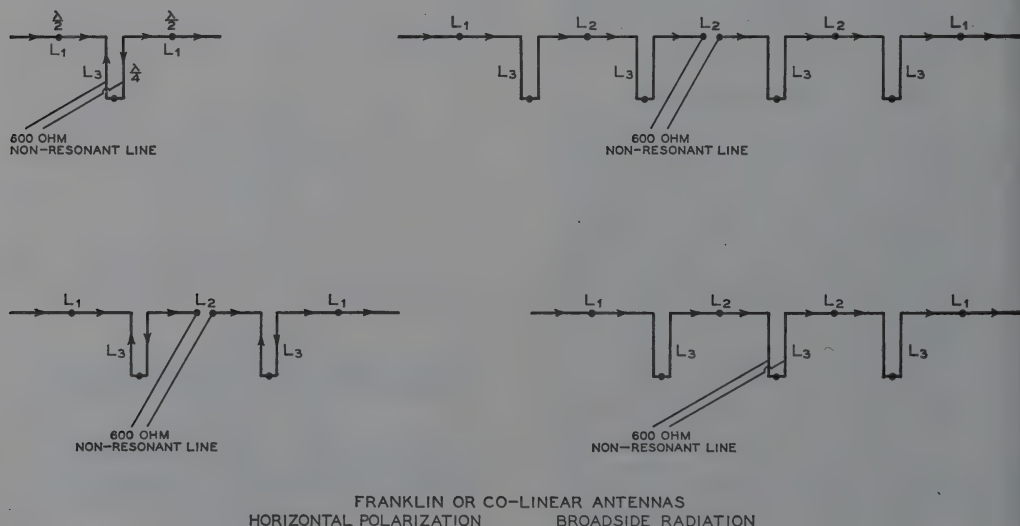 λ/2
L1
λ/2
L1
L3
λ/4
600 OHM
NON-RESONANT LINE
L1
L2
L2
L1
L3
L3
L3
L3
600 OHM
NON-RESONANT LINE
L1
L2
L1
L3
L3
600 OHM
NON-RESONANT LINE
L1
L2
L2
L1
L3
L3
L3
600 OHM
NON-RESONANT LINE
FRANKLIN OR CO-LINEAR ANTENNAS
HORIZONTAL POLARIZATION BROADSIDE RADIATION